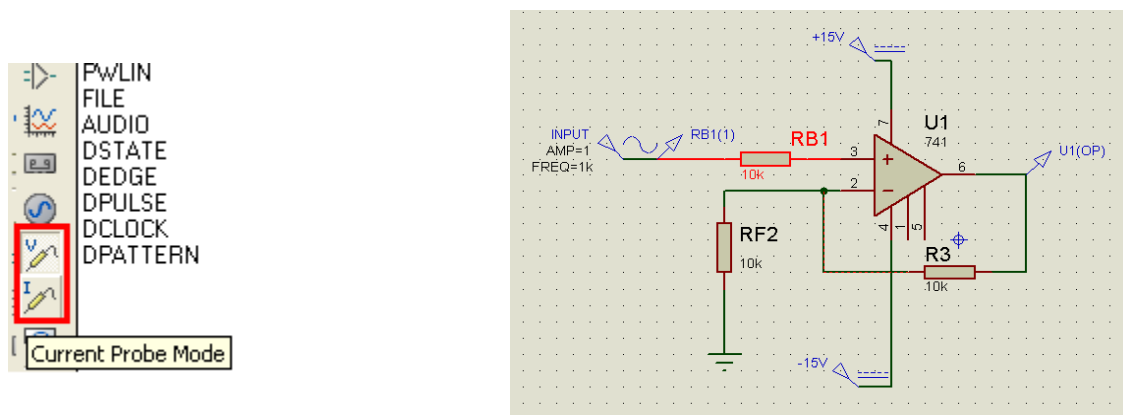 PWLIN
FILE
AUDIO
DSTATE
DEDGE
DPULSE
DCLOCK
DPATTERN
V
I
Current Probe Mode
+15V
7
U1
741
INPUT
AMP=1
FREQ=1k
RB1(1)
RB1
10k
3
2
6
U1(OP)
4
1
5
RF2
10k
R3
10k
-15V